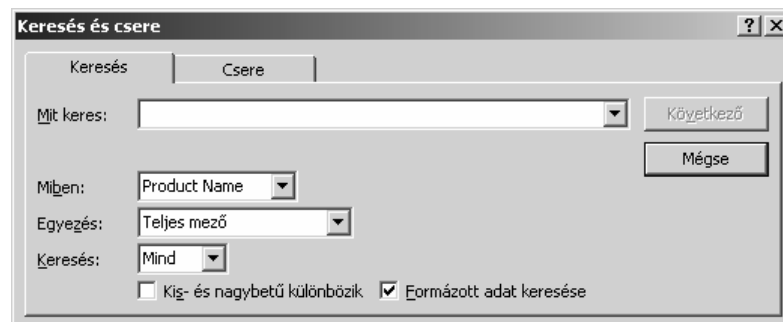 Keresés és csere
Keresés Csere
Mit keres: Következő
Mégse
Miben: Product Name
Egyezés: Teljes mező
Keresés: Mind
Kis- és nagybetű különbözik Formázott adat keresése